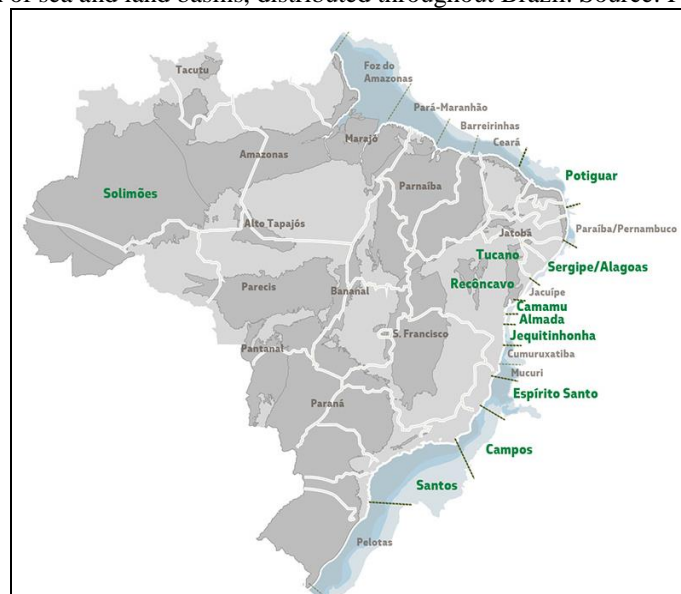 of sea and land basins, distributed throughout Brazil. Source:
Tacutu
Foz do
Amazonas
Pará-Maranhão
Barreirinhas
Ceará
Marajó
Amazonas
Potiguar
Solimões
Parnaíba
Alto Tapajós
Jatobá
Paraíba/Pernambuco
Tucano
Sergipe/Alagoas
Parecis
Bananal
Recôncavo
Jacuípe
Camamu
Almada
S. Francisco
Jequitinhonha
Pantanal
Cumuruxatiba
Mucuri
Espírito Santo
Paraná
Campos
Santos
Pelotas